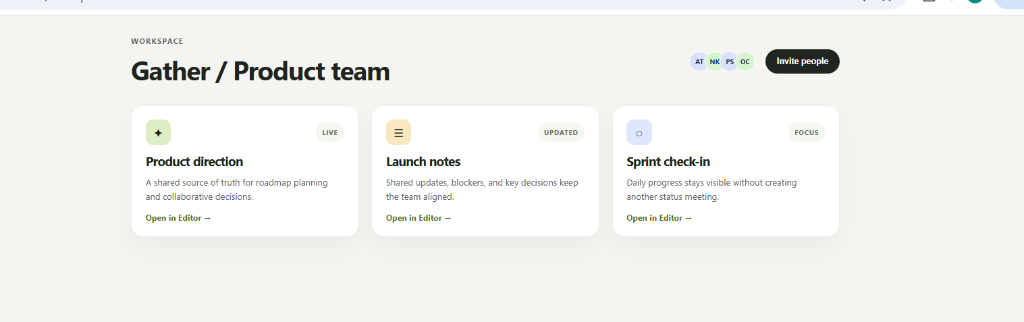 WORKSPACE
Gather / Product team
AT NK PS OC
Invite people
LIVE
Product direction
A shared source of truth for roadmap planning
and collaborative decisions.
Open in Editor →
UPDATED
Launch notes
Shared updates, blockers, and key decisions keep
the team aligned.
Open in Editor →
FOCUS
Sprint check-in
Daily progress stays visible without creating
another status meeting.
Open in Editor →